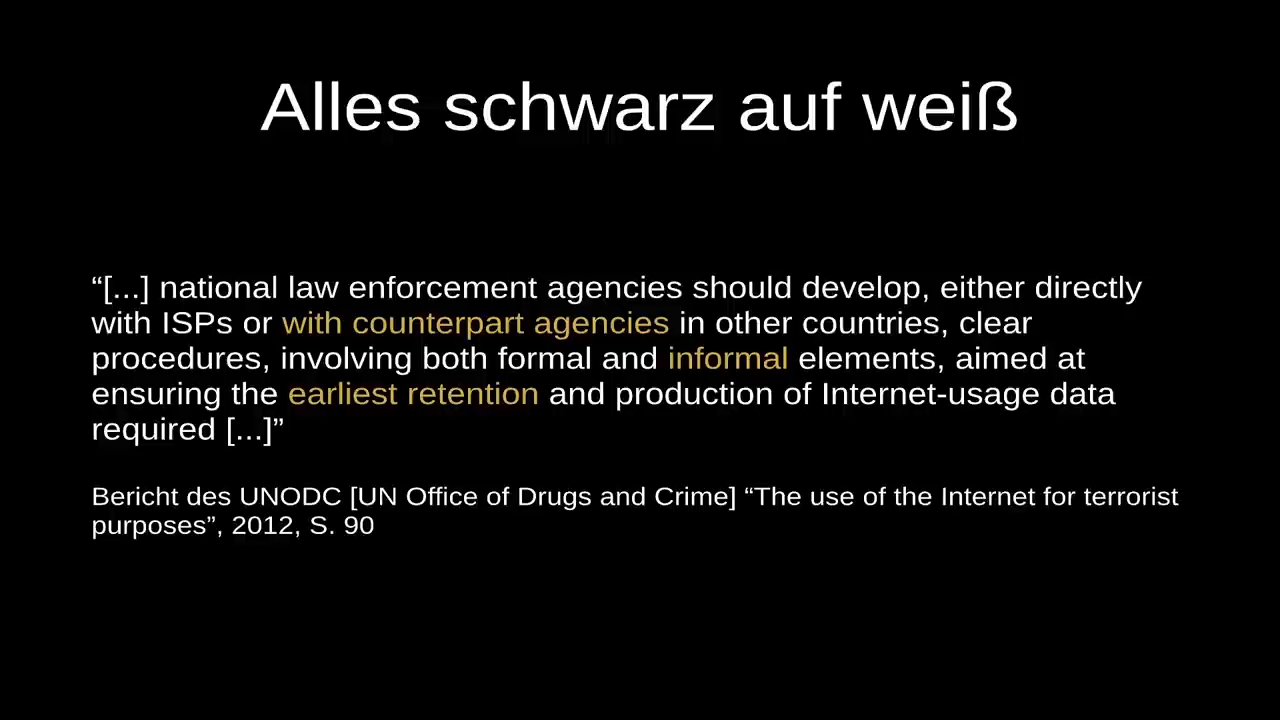 Alles schwarz auf weiß
“[...] national law enforcement agencies should develop, either directly
with ISPs or with counterpart agencies in other countries, clear
procedures, involving both formal and informal elements, aimed at
ensuring the earliest retention and production of Internet-usage data
required [...]”
Bericht des UNODC [UN Office of Drugs and Crime] “The use of the Internet for terrorist
purposes”, 2012, S. 90